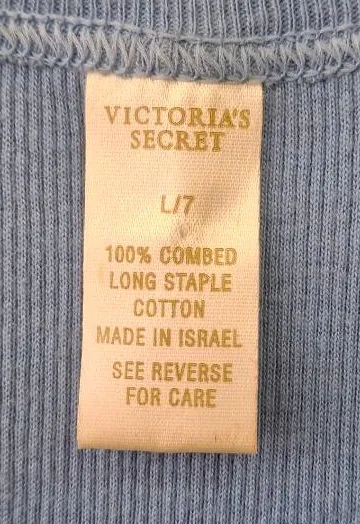 VICTORIA'S
SECRET
L/7
100% COMBED
LONG STAPLE
COTTON
MADE IN ISRAEL
SEE REVERSE
FOR CARE